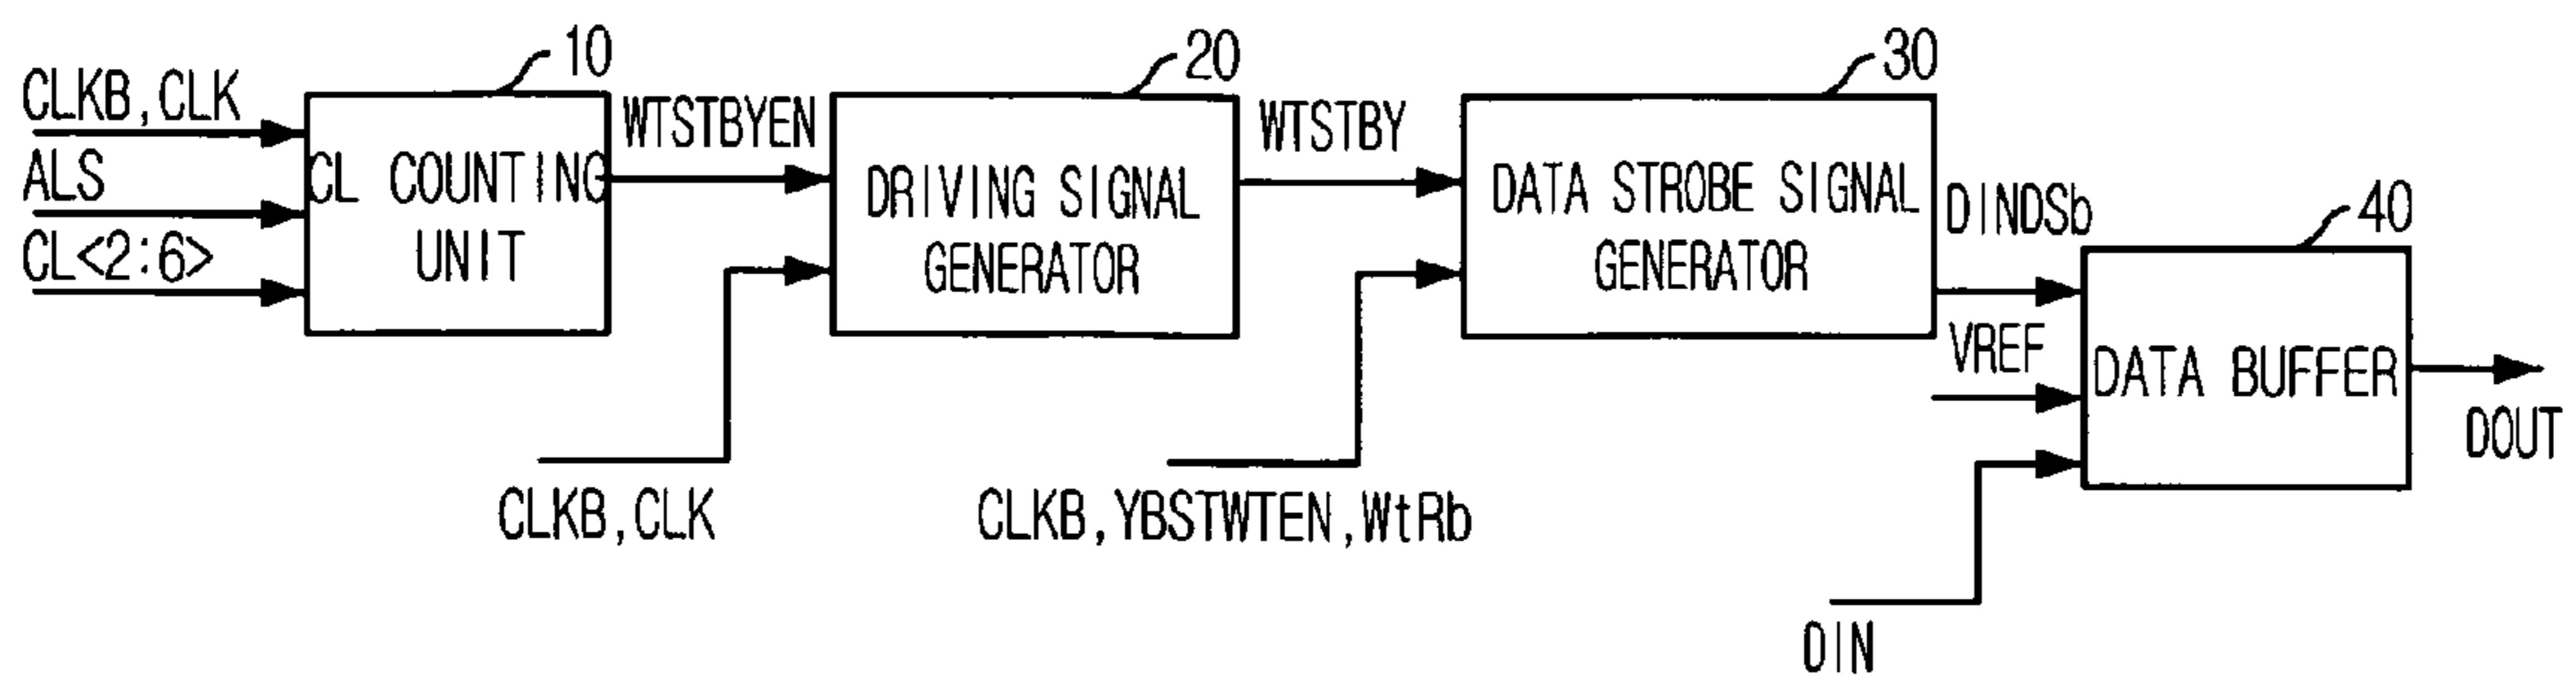 10
20
30
40
CLKB,CLK
ALS
CL<2:6>
CL COUNTING
UNIT
WTSTBYEN
DRIVING SIGNAL
GENERATOR
CLKB,CLK
WTSTBY
DATA STROBE SIGNAL
GENERATOR
CLKB,YBSTWTEN,WtRb
DINDSb
VREF
DIN
DATA BUFFER
DOUT